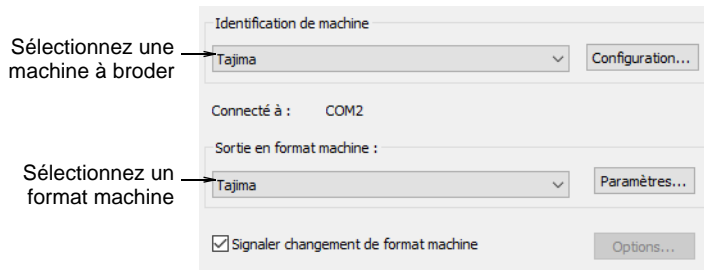 Identification de machine
Sélectionnez une
machine à broder
Tajima
Configuration...
Connecté à : COM2
Sortie en format machine :
Sélectionnez un
format machine
Tajima
Paramètres...
Signaler changement de format machine
Options...